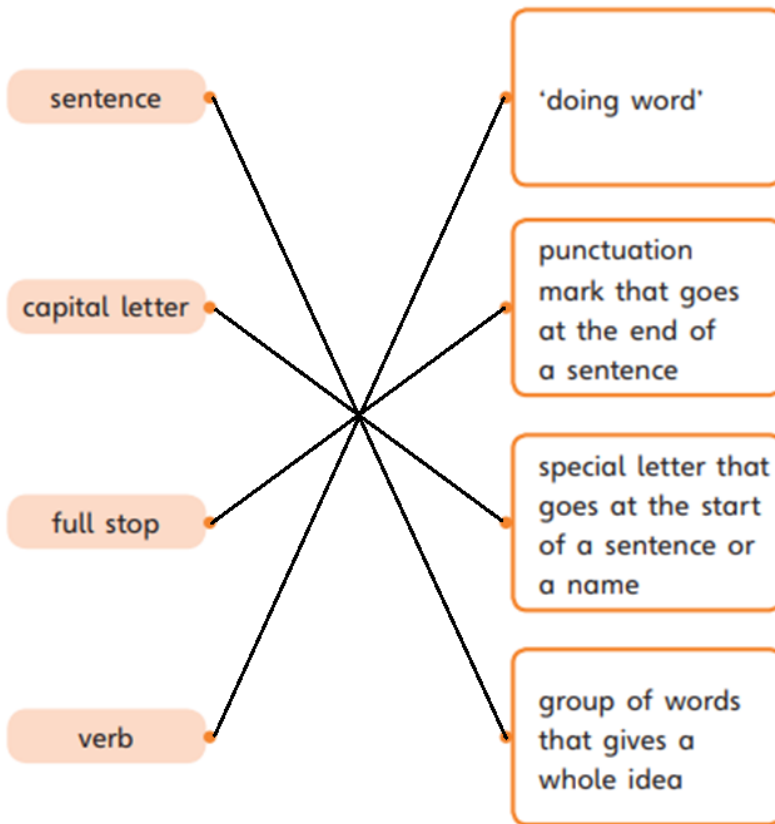 sentence
‘doing word’
capital letter
punctuation
mark that goes
at the end of
a sentence
full stop
special letter that
goes at the start
of a sentence or
a name
verb
group of words
that gives a
whole idea